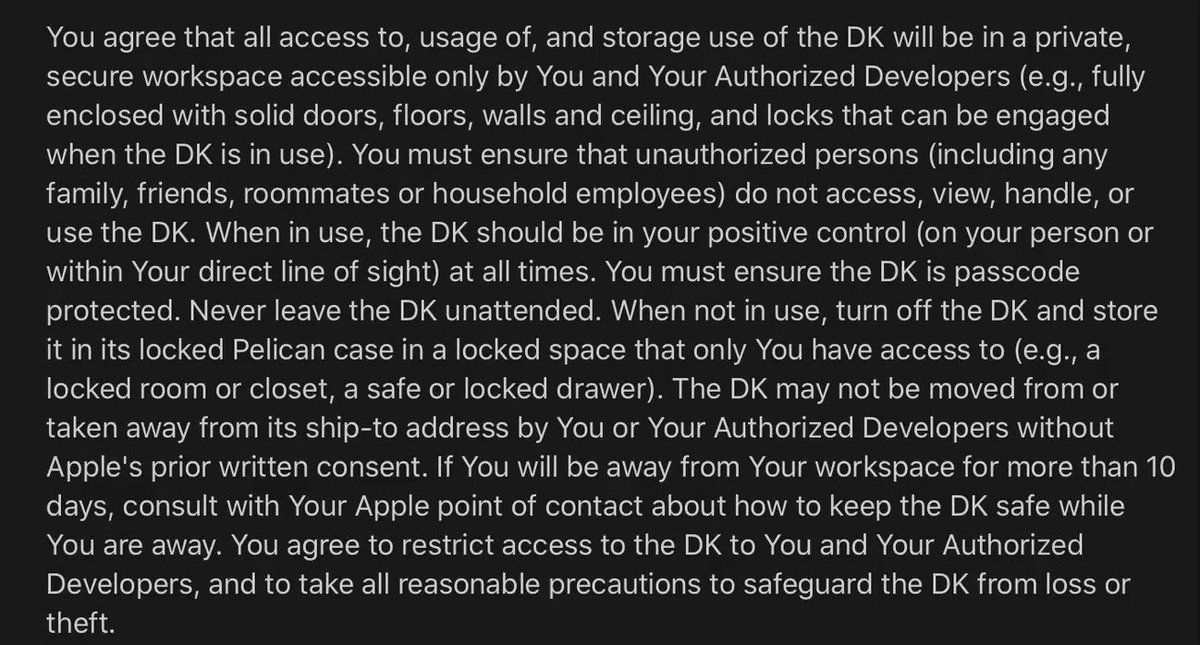 You agree that all access to, usage of, and storage use of the DK will be in a private,
secure workspace accessible only by You and Your Authorized Developers (e.g., fully
enclosed with solid doors, floors, walls and ceiling, and locks that can be engaged
when the DK is in use). You must ensure that unauthorized persons (including any
family, friends, roommates or household employees) do not access, view, handle, or
use the DK. When in use, the DK should be in your positive control (on your person or
within Your direct line of sight) at all times. You must ensure the DK is passcode
protected. Never leave the DK unattended. When not in use, turn off the DK and store
it in its locked Pelican case in a locked space that only You have access to (e.g., a
locked room or closet, a safe or locked drawer). The DK may not be moved from or
taken away from its ship-to address by You or Your Authorized Developers without
Apple's prior written consent. If You will be away from Your workspace for more than 10
days, consult with Your Apple point of contact about how to keep the DK safe while
You are away. You agree to restrict access to the DK to You and Your Authorized
Developers, and to take all reasonable precautions to safeguard the DK from loss or
theft.